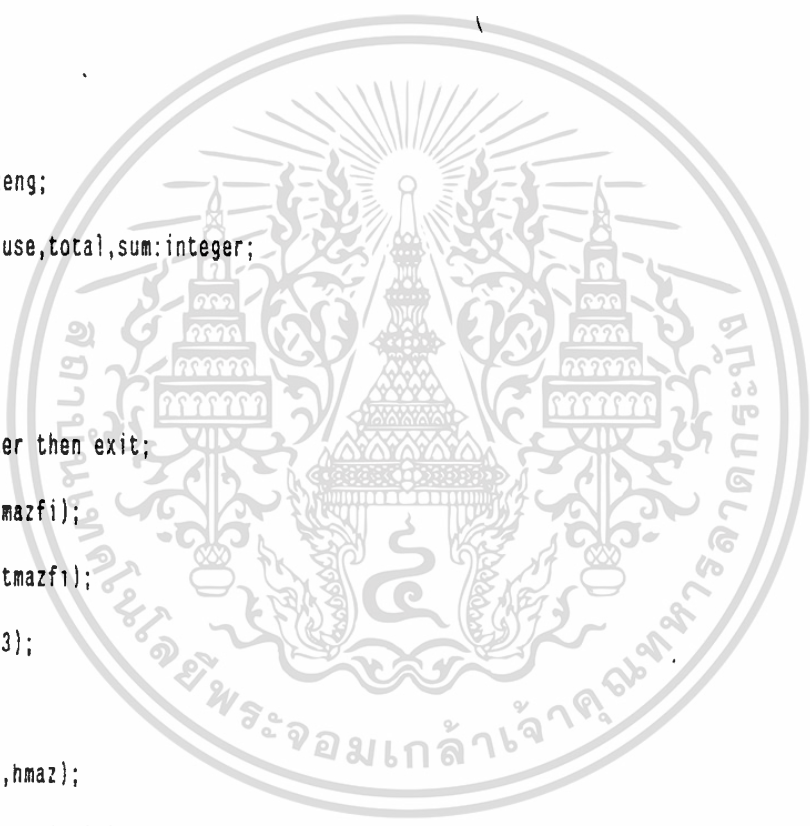 eng;
use,total,sum:integer;
er then exit;
mazfi);
tmazfi);
3);
,hmaz);
สถาบันเทคโนโลยีพระจอมเกล้าเจ้าคุณทหารลาดกระบัง